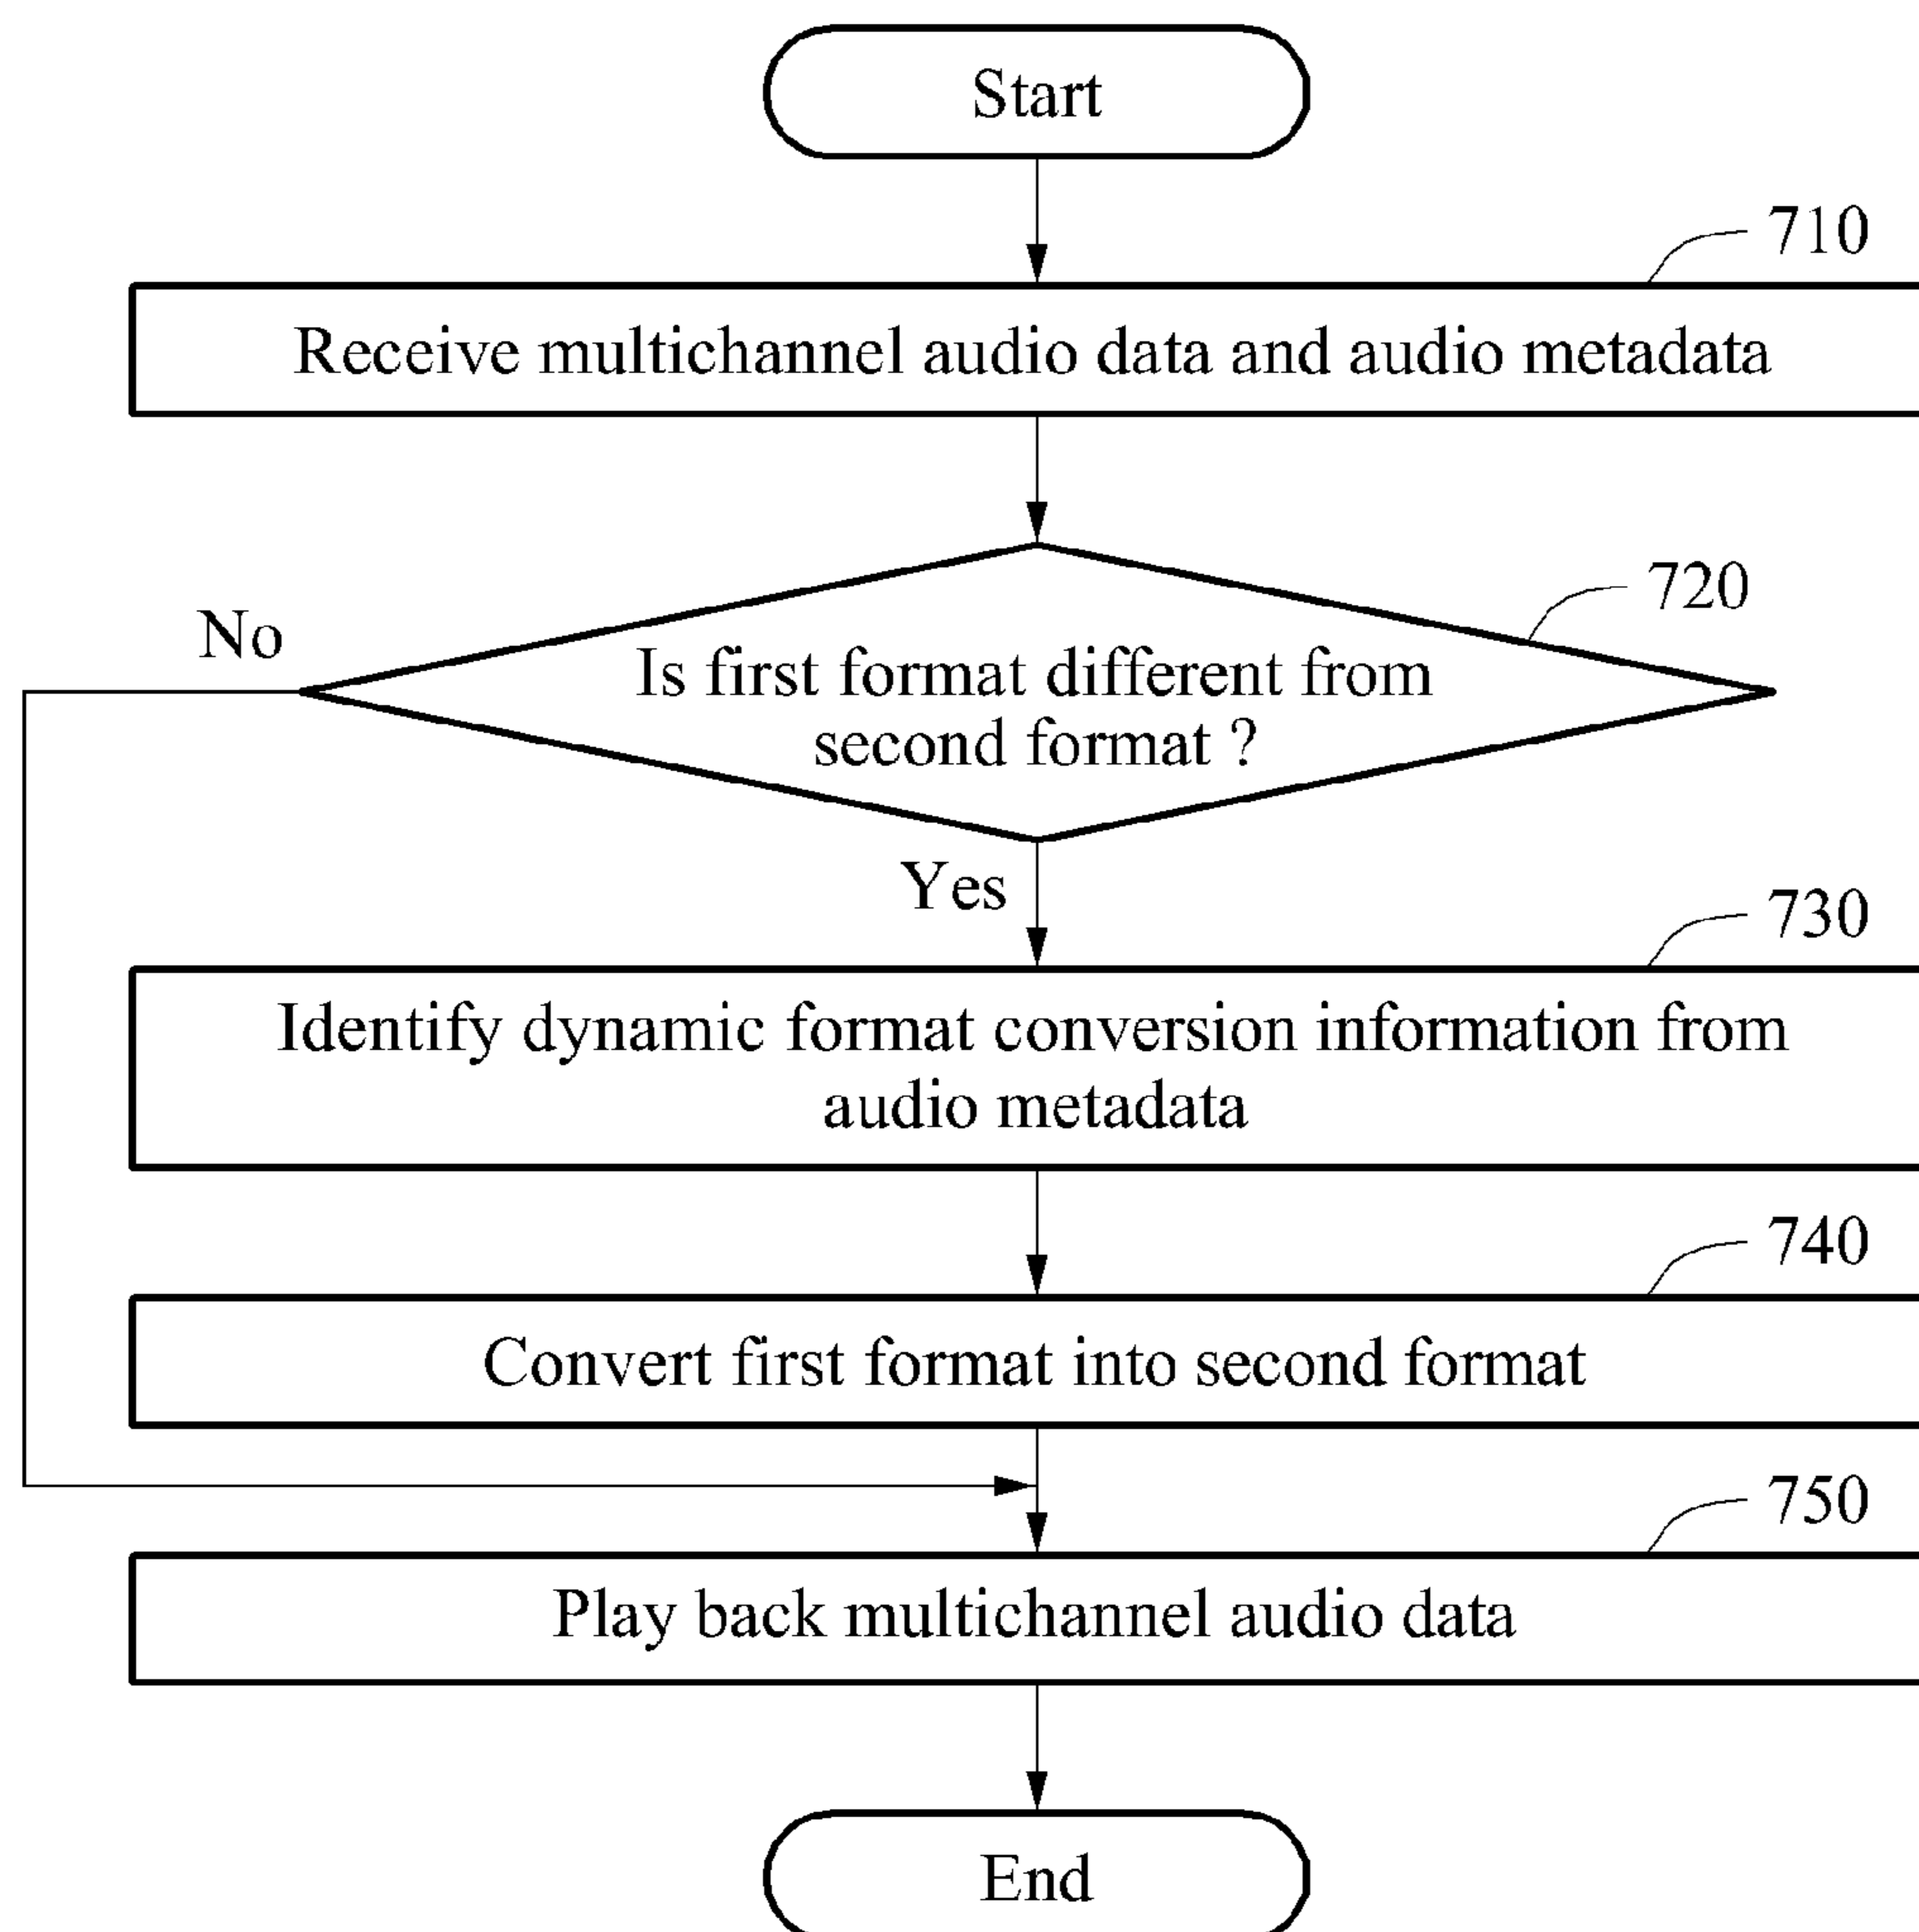 Start
710
Receive multichannel audio data and audio metadata
720
No
Is first format different from
second format ?
Yes
730
Identify dynamic format conversion information from
audio metadata
740
Convert first format into second format
750
Play back multichannel audio data
End